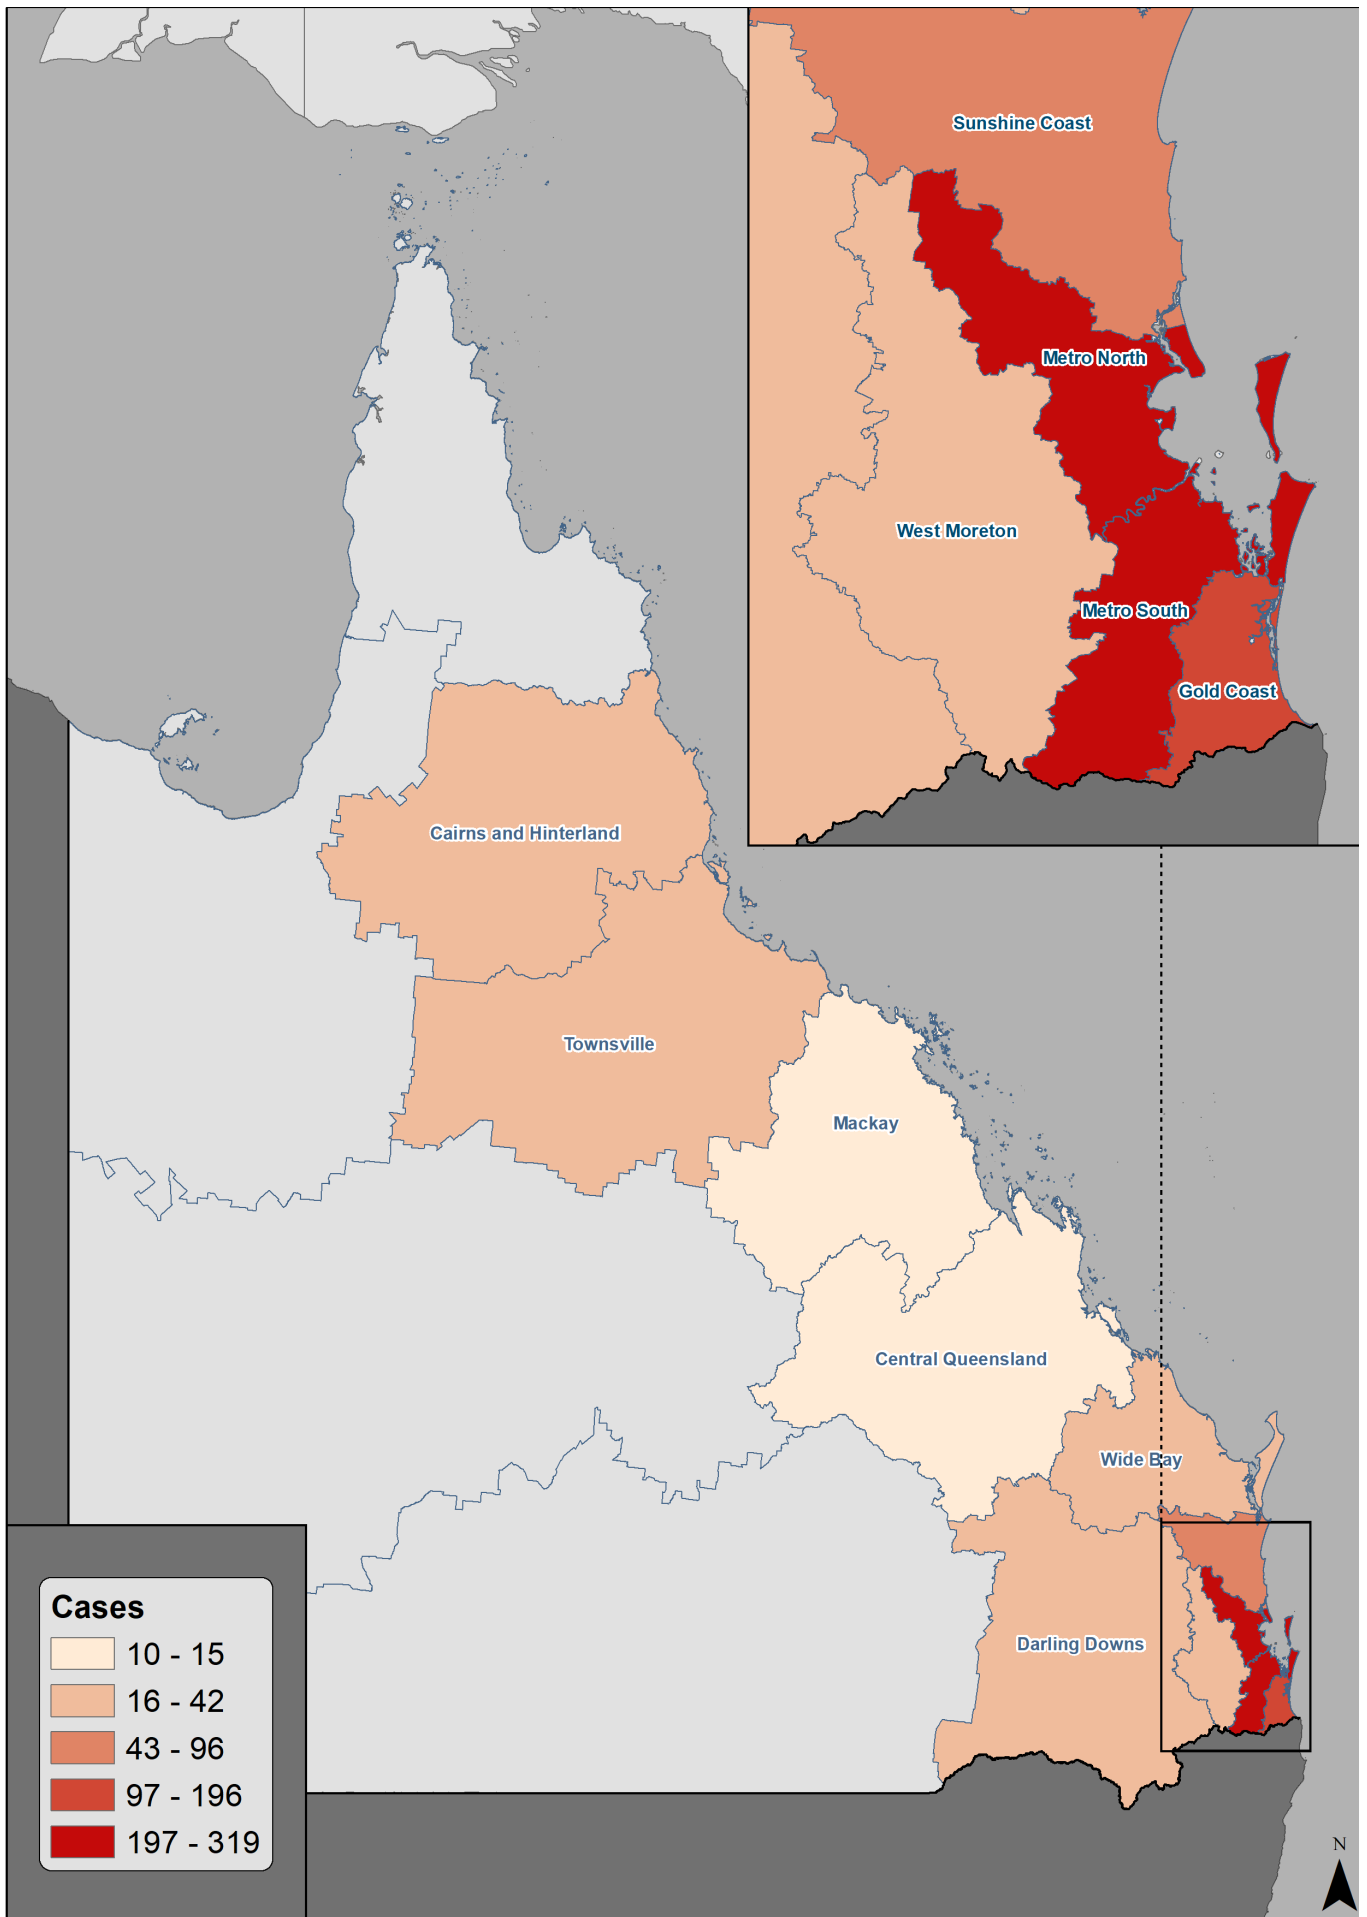 Sunshine Coast
Metro North
West Moreton
Metro South
Gold Coast
Cairns and Hinterland
Townsville
Mackay
Central Queensland
Wide Bay
Darling Downs
Cases
10 - 15
16 - 42
43 - 96
97 - 196
197 - 319
N